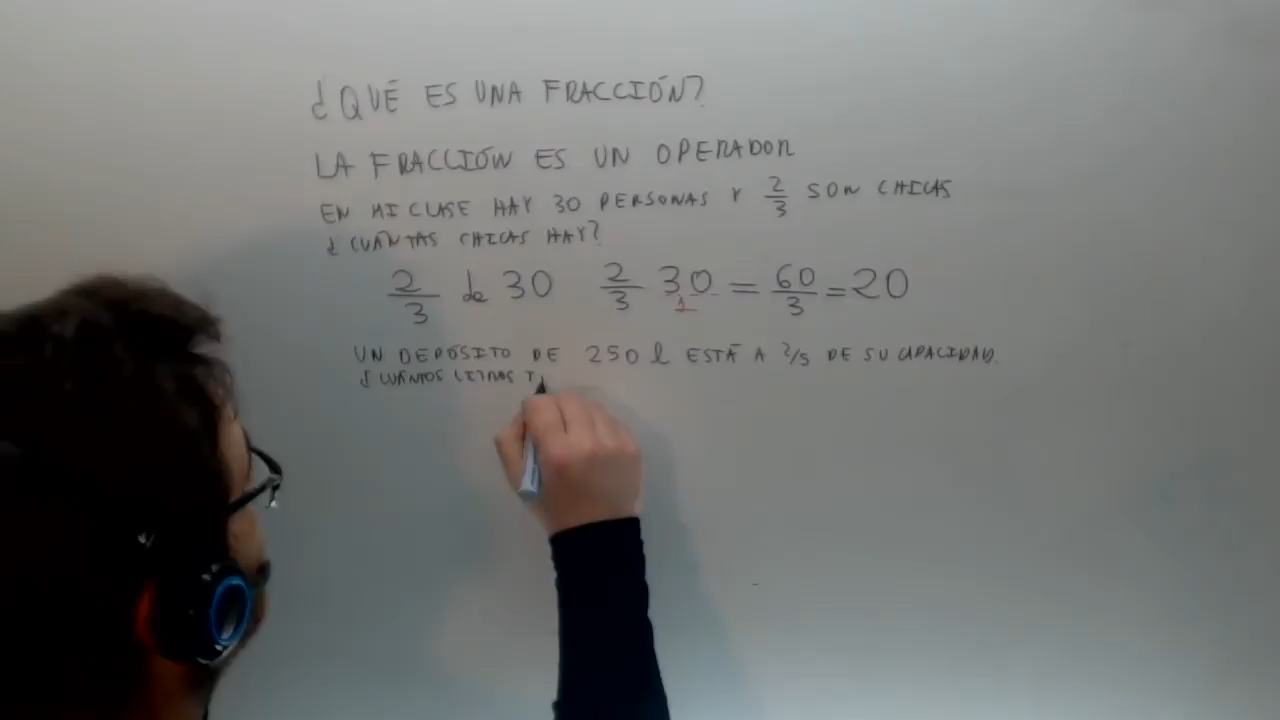 ¿QUÉ ES UNA FRACCIÓN?
LA FRACCIÓN ES UN OPERADOR
EN MI CLASE HAY 30 PERSONAS Y 2/3 SON CHICAS
¿CUÁNTAS CHICAS HAY?
2/3 de 30 2/3 30/1 = 60/3 = 20
UN DEPÓSITO DE 250 l ESTÁ A 2/5 DE SU CAPACIDAD.
¿CUÁNTOS LITROS T